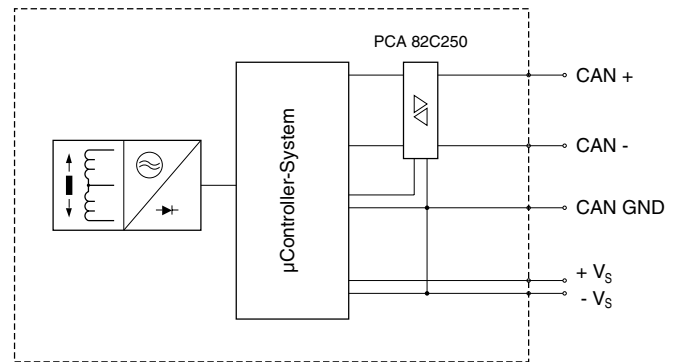 PCA 82C250
CAN +
CAN -
µController-System
CAN GND
+ VS
- VS